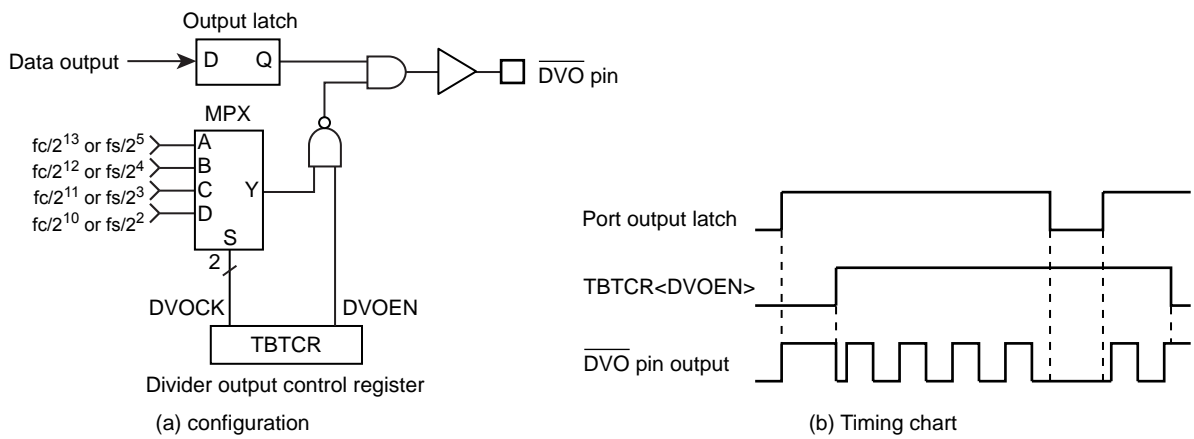 Output latch
Data output
D Q
DVO pin
MPX
fc/2^13 or fs/2^5
A
fc/2^12 or fs/2^4
B
fc/2^11 or fs/2^3
C
Y
fc/2^10 or fs/2^2
D
S
2
DVOCK
DVOEN
TBTCR
Divider output control register
(a) configuration
Port output latch
TBTCR<DVOEN>
DVO pin output
(b) Timing chart